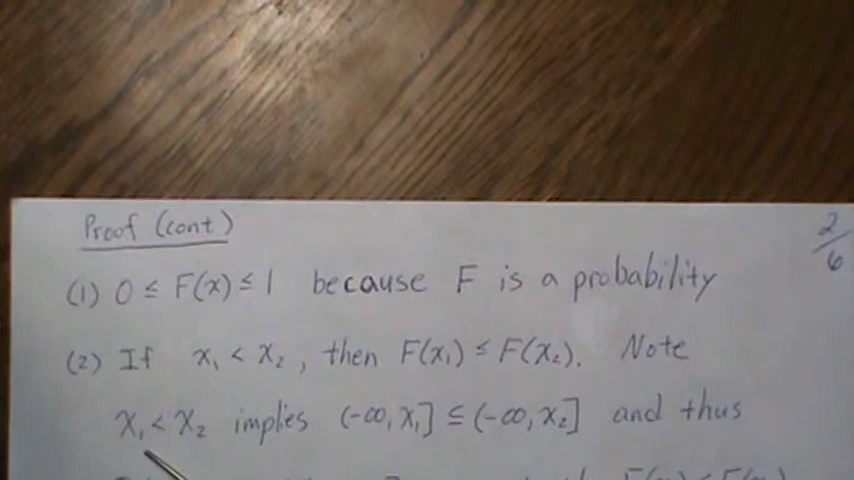 Proof (cont.)
2/6
(1) 0 ≤ F(x) ≤ 1 because F is a probability
(2) If x₁ < x₂, then F(x₁) ≤ F(x₂). Note
x₁ < x₂ implies (-∞, x₁] ⊆ (-∞, x₂] and thus